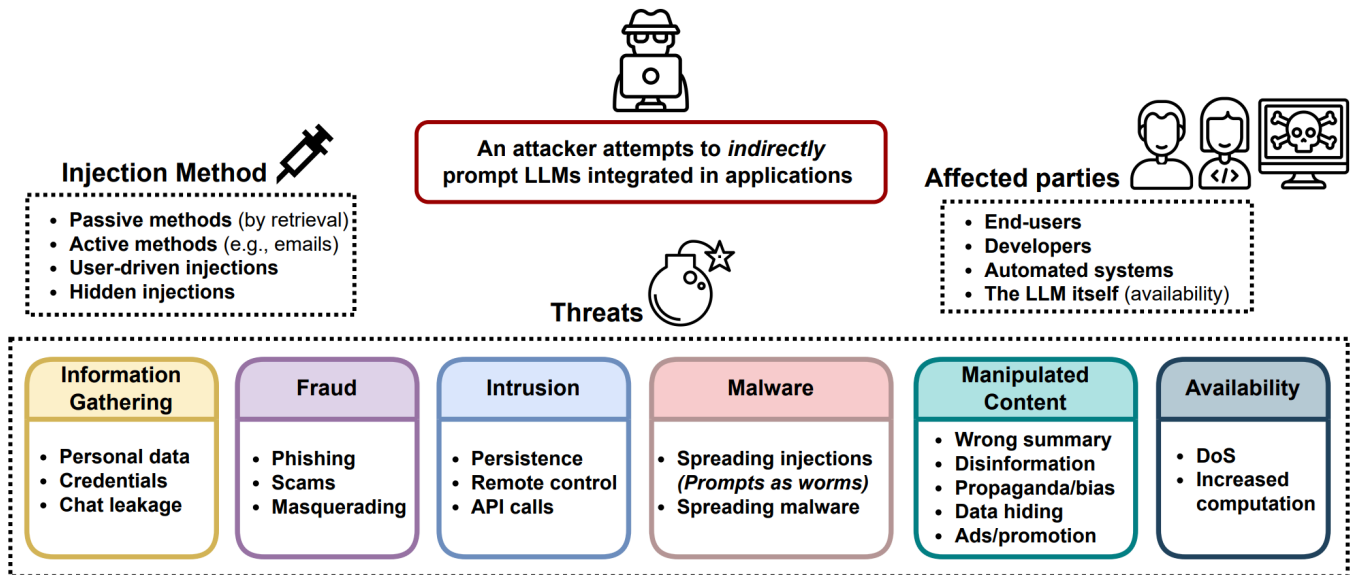 An attacker attempts to indirectly
prompt LLMs integrated in applications
Injection Method
• Passive methods (by retrieval)
• Active methods (e.g., emails)
• User-driven injections
• Hidden injections
Affected parties
</>
• End-users
• Developers
• Automated systems
• The LLM itself (availability)
Threats
Information
Gathering
• Personal data
• Credentials
• Chat leakage
Fraud
• Phishing
• Scams
• Masquerading
Intrusion
• Persistence
• Remote control
• API calls
Malware
• Spreading injections
(Prompts as worms)
• Spreading malware
Manipulated
Content
• Wrong summary
• Disinformation
• Propaganda/bias
• Data hiding
• Ads/promotion
Availability
• DoS
• Increased
computation